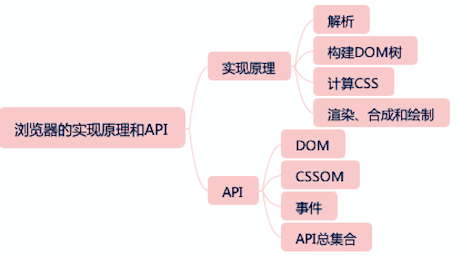 浏览器的实现原理和API
实现原理
解析
构建DOM树
计算CSS
渲染、合成和绘制
API
DOM
CSSOM
事件
API总集合